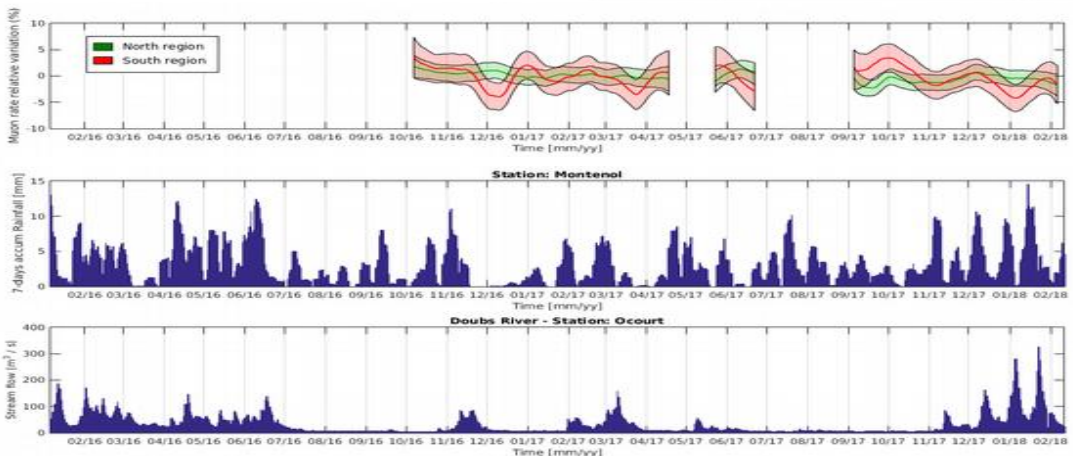 Muon rate relative variation (%)
10
5
0
-5
-10
North region
South region
02/16 03/16 04/16 05/16 06/16 07/16 08/16 09/16 10/16 11/16 12/16 01/17 02/17 03/17 04/17 05/17 06/17 07/17 08/17 09/17 10/17 11/17 12/17 01/18 02/18
Time [mm/yy]
Station: Montenol
7-days accum Rainfall [mm]
15
10
5
0
02/16 03/16 04/16 05/16 06/16 07/16 08/16 09/16 10/16 11/16 12/16 01/17 02/17 03/17 04/17 05/17 06/17 07/17 08/17 09/17 10/17 11/17 12/17 01/18 02/18
Time [mm/yy]
Doubs River - Station: Ocourt
Stream flow (m³ / s)
400
300
200
100
0
02/16 03/16 04/16 05/16 06/16 07/16 08/16 09/16 10/16 11/16 12/16 01/17 02/17 03/17 04/17 05/17 06/17 07/17 08/17 09/17 10/17 11/17 12/17 01/18 02/18
Time [mm/yy]